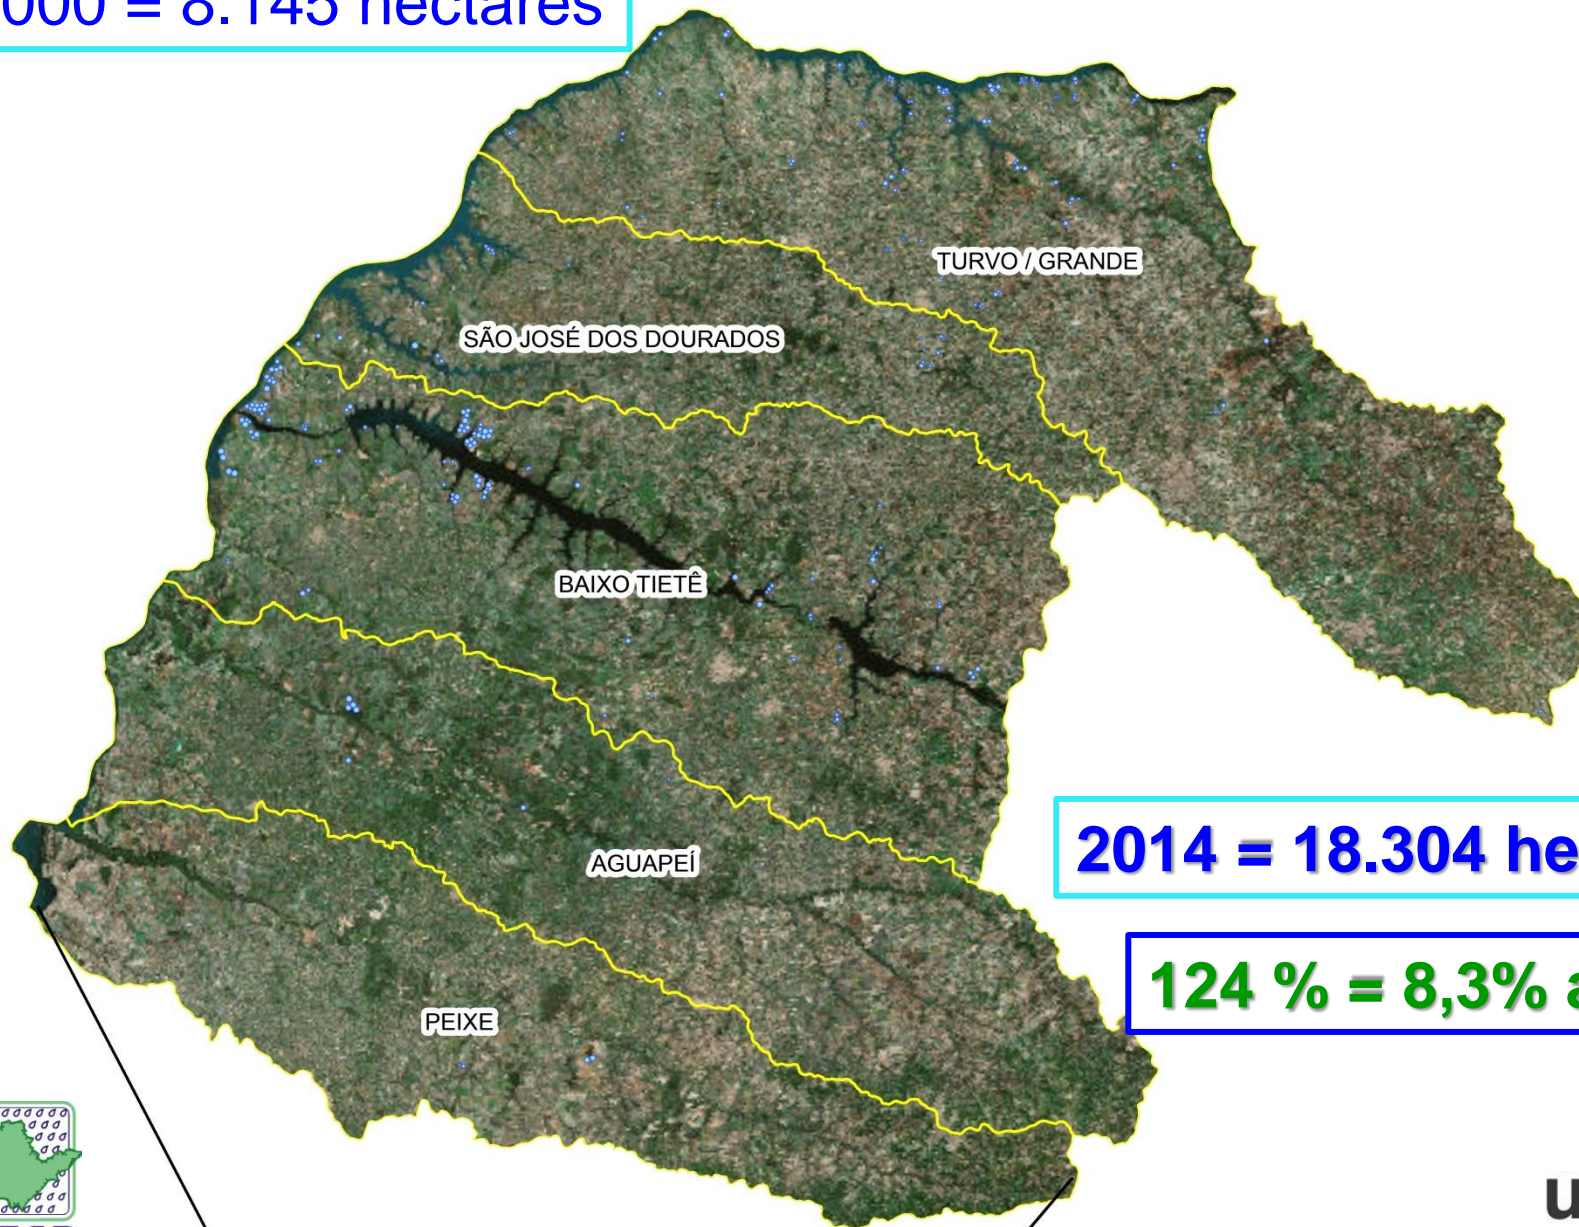 000 = 8.145 hectares
TURVO / GRANDE
SÃO JOSÉ DOS DOURADOS
BAIXO TIETÊ
2014 = 18.304 he
AGUAPEÍ
124 % = 8,3% a
PEIXE
u